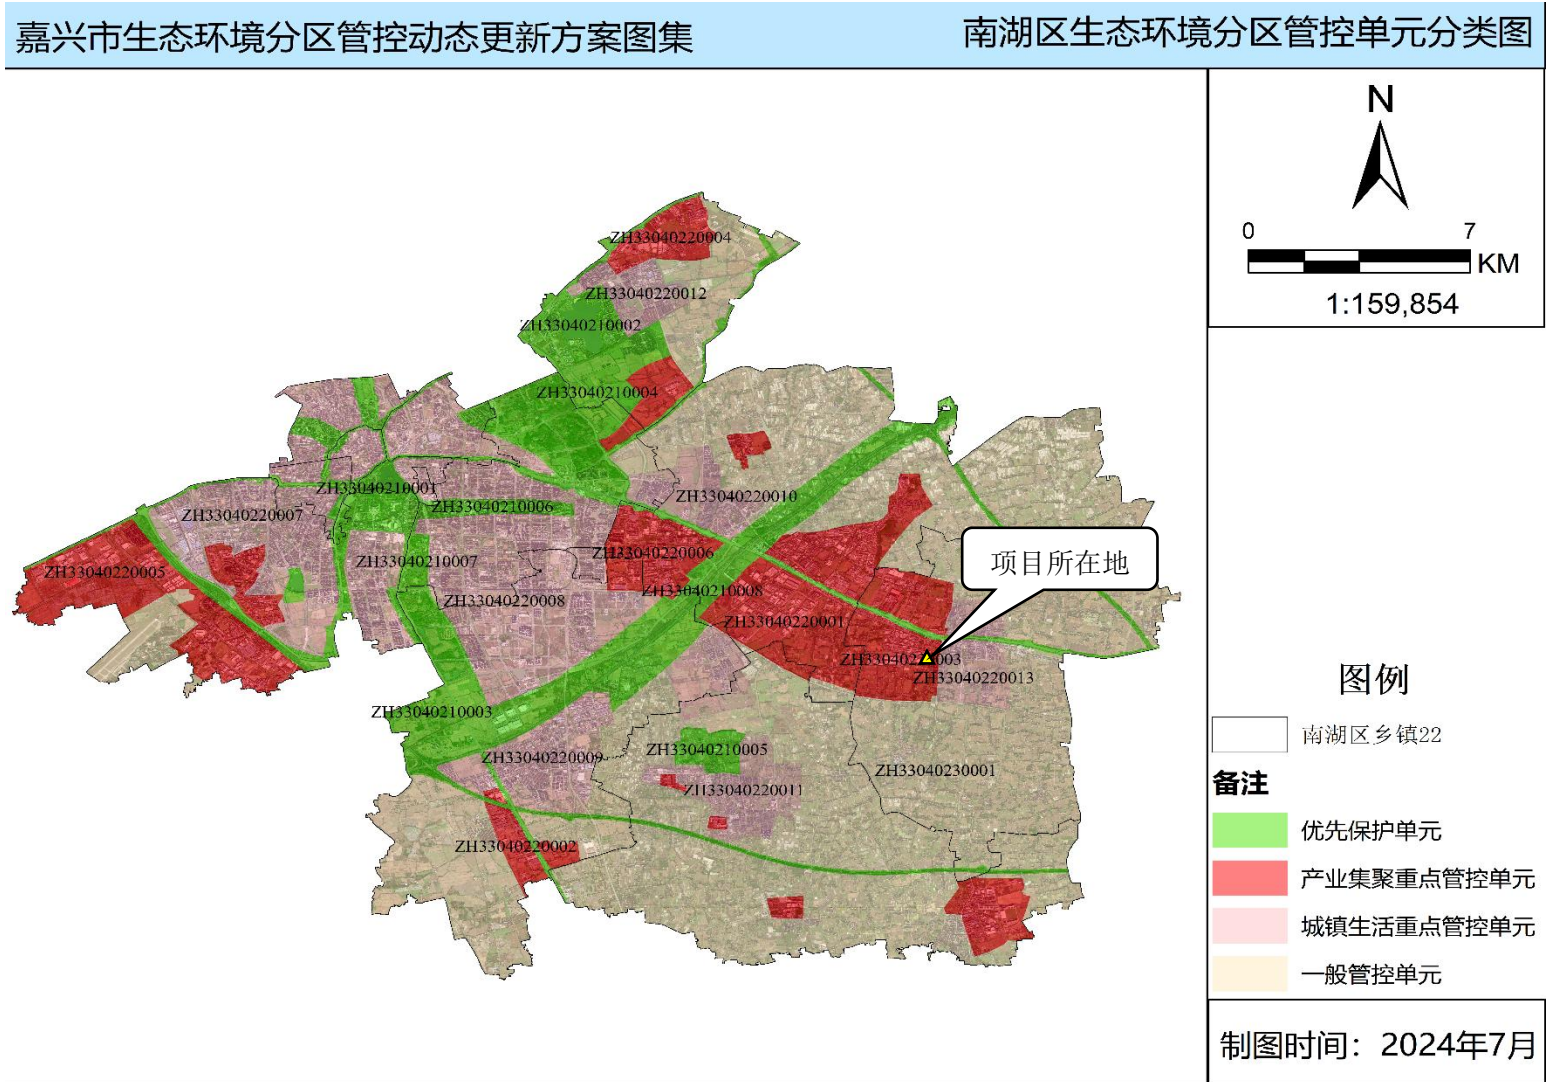 嘉兴市生态环境分区管控动态更新方案图集
南湖区生态环境分区管控单元分类图
N
0 7
KM
1:159,854
ZH33040220004
ZH33040220012
ZH33040210002
ZH33040210004
ZH33040210001
ZH33040220010
ZH33040210006
ZH33040220007
项目所在地
ZH33040220006
ZH33040210007
ZH33040220005
ZH33040210008
ZH33040220008
ZH33040220001
ZH33040220003
ZH33040220013
ZH33040210003
ZH33040210005
ZH33040220009
ZH33040230001
ZH33040220011
ZH33040220002
图例
南湖区乡镇22
备注
优先保护单元
产业集聚重点管控单元
城镇生活重点管控单元
一般管控单元
制图时间：2024年7月